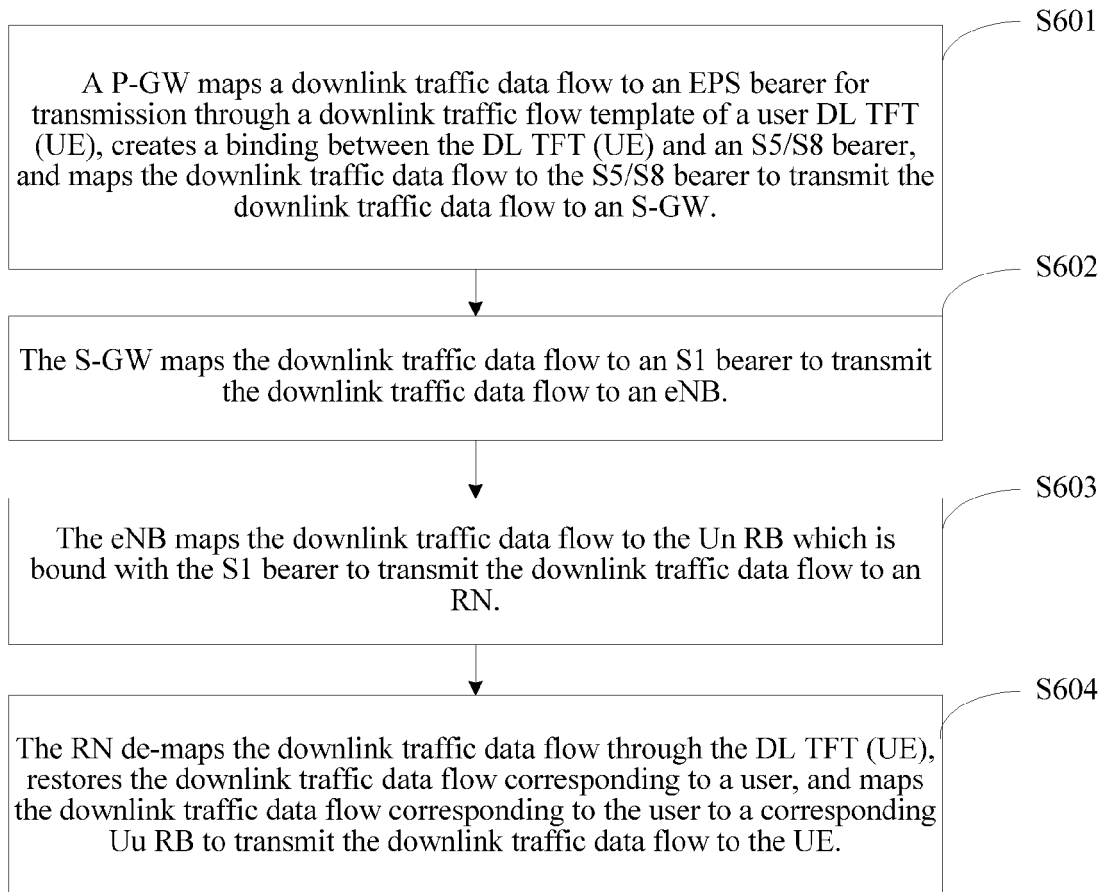 S601
A P-GW maps a downlink traffic data flow to an EPS bearer for
transmission through a downlink traffic flow template of a user DL TFT
(UE), creates a binding between the DL TFT (UE) and an S5/S8 bearer,
and maps the downlink traffic data flow to the S5/S8 bearer to transmit the
downlink traffic data flow to an S-GW.
S602
The S-GW maps the downlink traffic data flow to an S1 bearer to transmit
the downlink traffic data flow to an eNB.
S603
The eNB maps the downlink traffic data flow to the Un RB which is
bound with the S1 bearer to transmit the downlink traffic data flow to an
RN.
S604
The RN de-maps the downlink traffic data flow through the DL TFT (UE),
restores the downlink traffic data flow corresponding to a user, and maps
the downlink traffic data flow corresponding to the user to a corresponding
Uu RB to transmit the downlink traffic data flow to the UE.